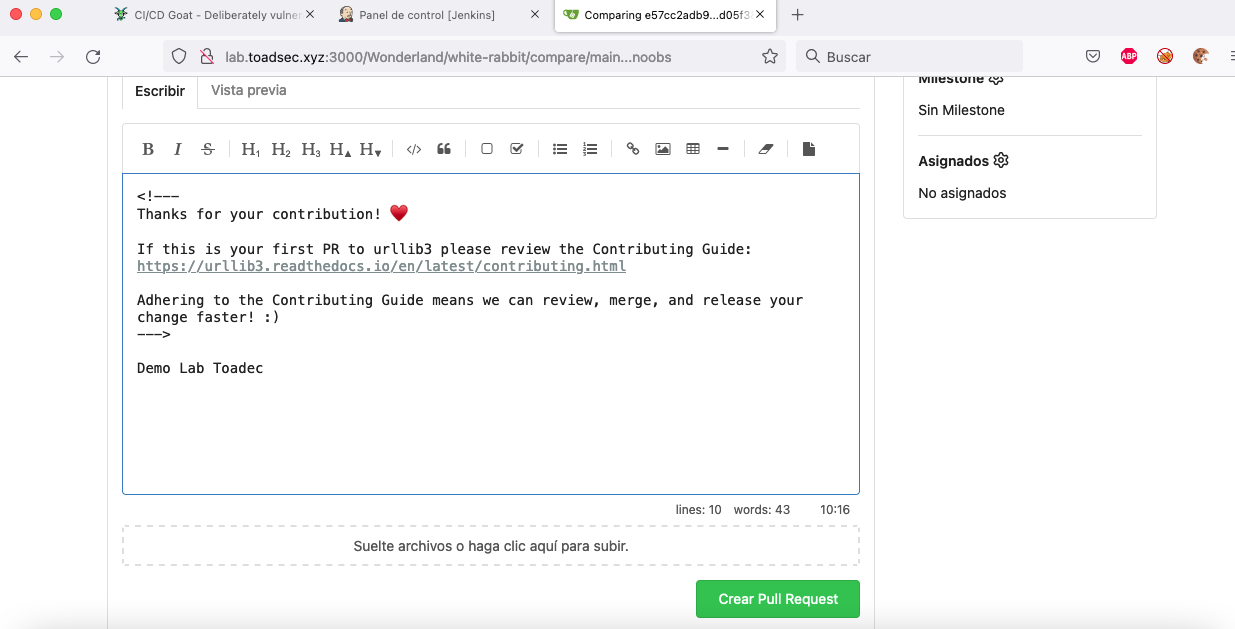 CI/CD Goat - Deliberately vulner
Panel de control [Jenkins]
Comparing e57cc2adb9...d05f3
lab.toadsec.xyz:3000/Wonderland/white-rabbit/compare/main...noobs
Buscar
ABP
Escribir
Vista previa
B I S H1 H2 H3 H▲ H▼
<!---
Thanks for your contribution! ♥️
If this is your first PR to urllib3 please review the Contributing Guide:
https://urllib3.readthedocs.io/en/latest/contributing.html
Adhering to the Contributing Guide means we can review, merge, and release your
change faster! :)
--->
Demo Lab Toadec
lines: 10 words: 43 10:16
Suelte archivos o haga clic aquí para subir.
Crear Pull Request
Milestone
Sin Milestone
Asignados
No asignados